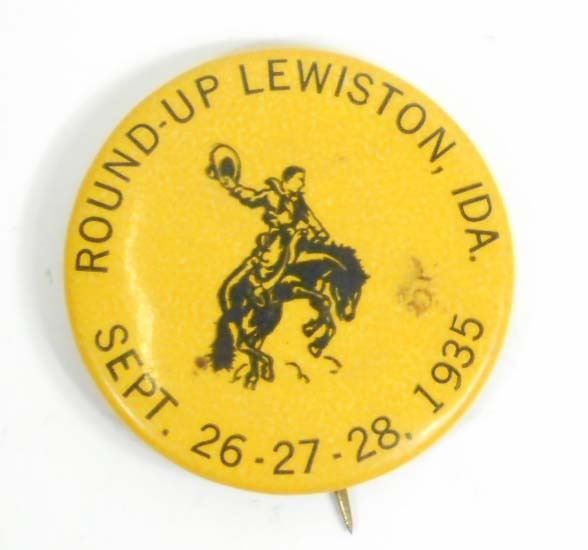 ROUND-UP LEWISTON, IDA.
SEPT. 26-27-28, 1935